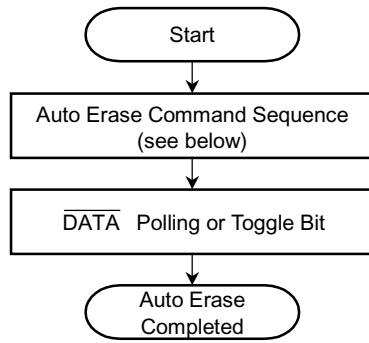 Start
Auto Erase Command Sequence
(see below)
DATA Polling or Toggle Bit
Auto Erase
Completed